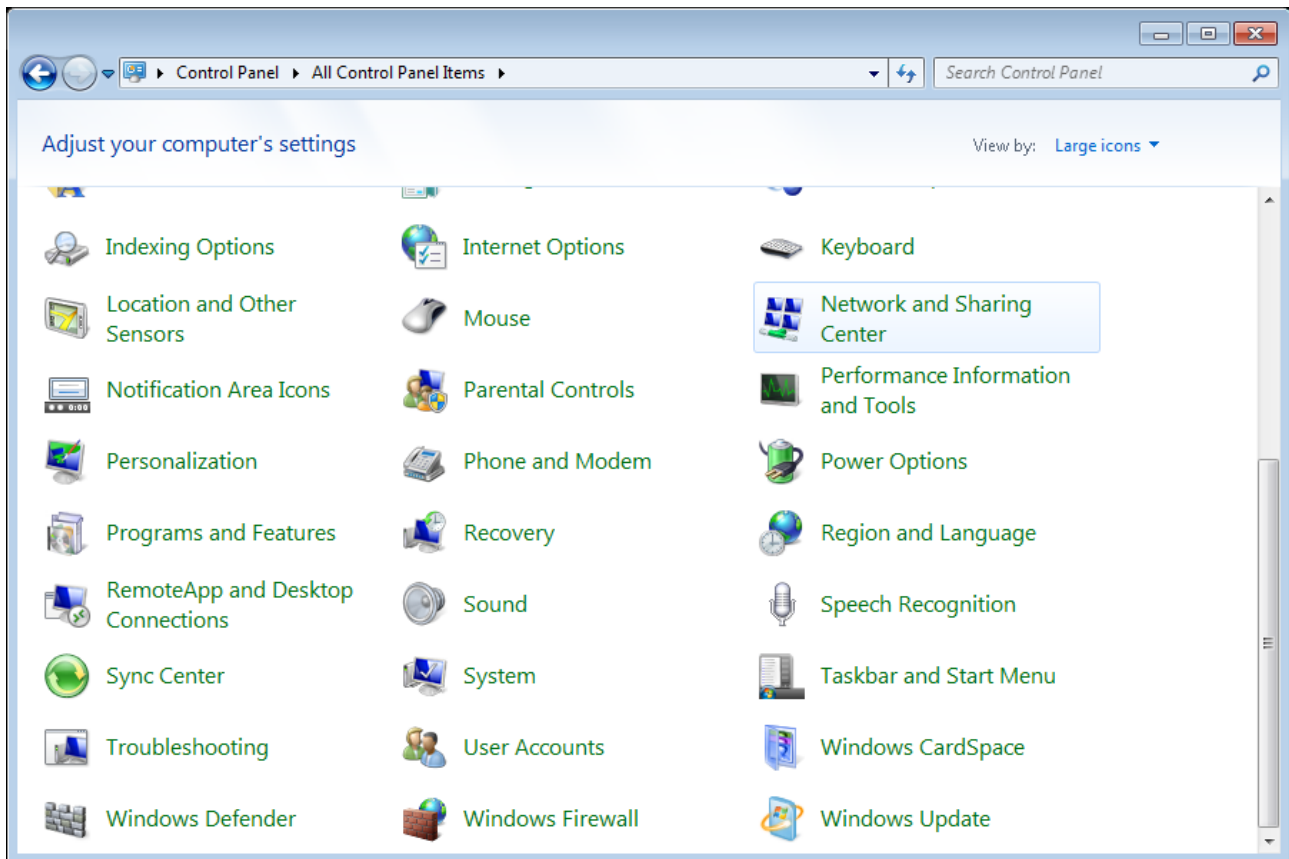 Control Panel ▸ All Control Panel Items ▸
Search Control Panel
Adjust your computer's settings
View by: Large icons
Indexing Options
Internet Options
Keyboard
Location and Other
Sensors
Mouse
Network and Sharing
Center
Notification Area Icons
Parental Controls
Performance Information
and Tools
Personalization
Phone and Modem
Power Options
Programs and Features
Recovery
Region and Language
RemoteApp and Desktop
Connections
Sound
Speech Recognition
Sync Center
System
Taskbar and Start Menu
Troubleshooting
User Accounts
Windows CardSpace
Windows Defender
Windows Firewall
Windows Update